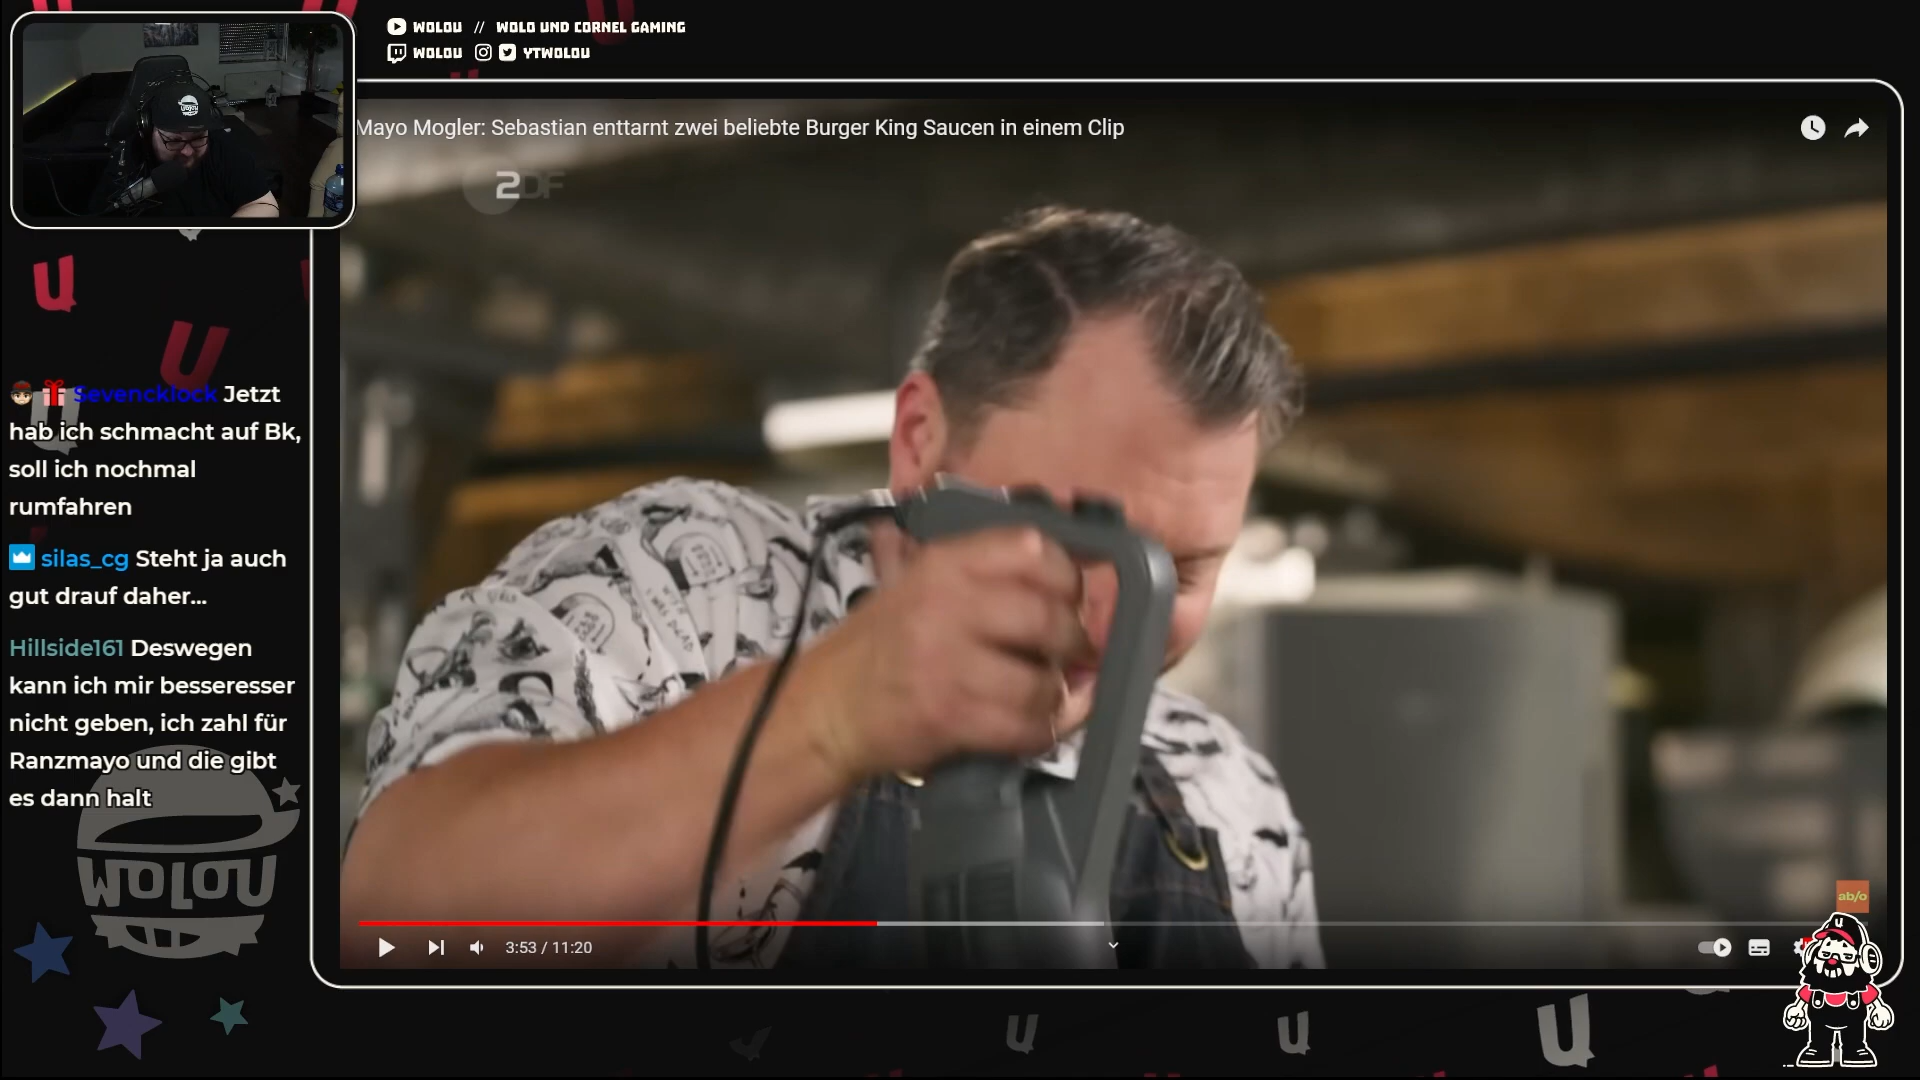 WOLOU // WOLO UND CORNEL GAMING
WOLOU YTWOLOU
Mayo Mogler: Sebastian enttarnt zwei beliebte Burger King Saucen in einem Clip
2DF
Sevencklock Jetzt
hab ich schmacht auf Bk,
soll ich nochmal
rumfahren
silas_cg Steht ja auch
gut drauf daher...
Hillside161 Deswegen
kann ich mir besseresser
nicht geben, ich zahl für
Ranzmayo und die gibt
es dann halt
WOLOU
3:53 / 11:20
ab/o